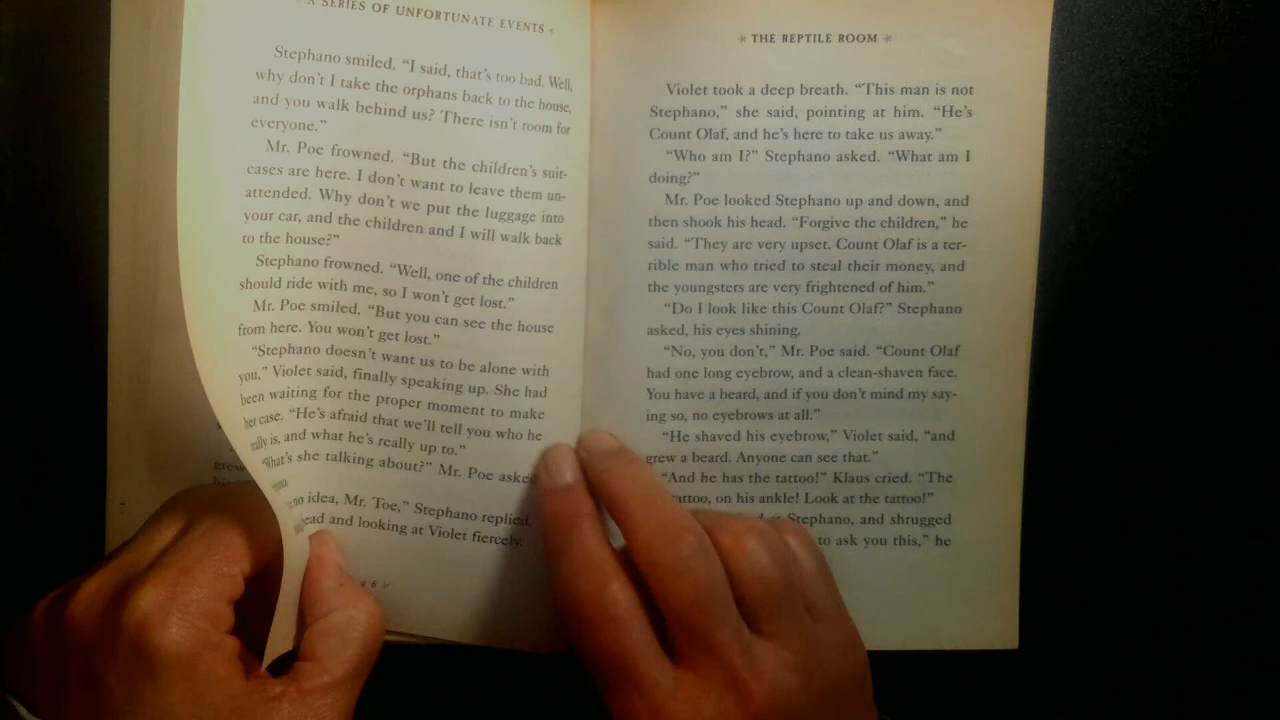 A SERIES OF UNFORTUNATE EVENTS
Stephano smiled. “I said, that’s too bad. Well,
why don’t I take the orphans back to the house,
and you walk behind us? There isn’t room for
everyone.”
Mr. Poe frowned. “But the children’s suit-
cases are here. I don’t want to leave them un-
attended. Why don’t we put the luggage into
your car, and the children and I will walk back
to the house?”
Stephano frowned. “Well, one of the children
should ride with me, so I won’t get lost.”
Mr. Poe smiled. “But you can see the house
from here. You won’t get lost.”
“Stephano doesn’t want us to be alone with
you,” Violet said, finally speaking up. She had
been waiting for the proper moment to make
her case. “He’s afraid that we’ll tell you who he
really is, and what he’s really up to.”
“What’s she talking about?” Mr. Poe asked
no idea, Mr. Toe,” Stephano replied,
head and looking at Violet fiercely.
THE REPTILE ROOM
Violet took a deep breath. “This man is not
Stephano,” she said, pointing at him. “He’s
Count Olaf, and he’s here to take us away.”
“Who am I?” Stephano asked. “What am I
doing?”
Mr. Poe looked Stephano up and down, and
then shook his head. “Forgive the children,” he
said. “They are very upset. Count Olaf is a ter-
rible man who tried to steal their money, and
the youngsters are very frightened of him.”
“Do I look like this Count Olaf?” Stephano
asked, his eyes shining.
“No, you don’t,” Mr. Poe said. “Count Olaf
had one long eyebrow, and a clean-shaven face.
You have a beard, and if you don’t mind my say-
ing so, no eyebrows at all.”
“He shaved his eyebrow,” Violet said, “and
grew a beard. Anyone can see that.”
“And he has the tattoo!” Klaus cried. “The
tattoo, on his ankle! Look at the tattoo!”
Stephano, and shrugged
to ask you this,” he